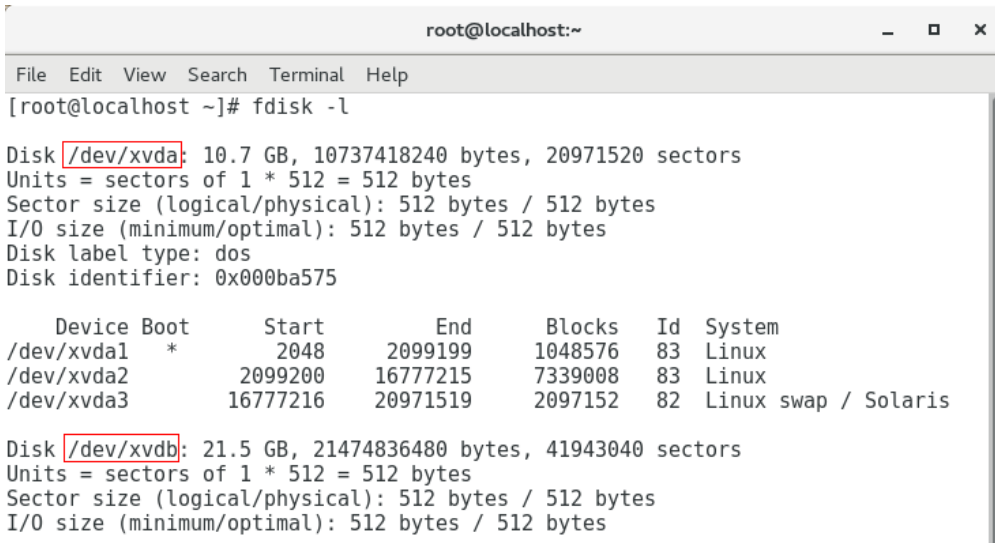 root@localhost:~
File Edit View Search Terminal Help
[root@localhost ~]# fdisk -l
Disk /dev/xvda: 10.7 GB, 10737418240 bytes, 20971520 sectors
Units = sectors of 1 * 512 = 512 bytes
Sector size (logical/physical): 512 bytes / 512 bytes
I/O size (minimum/optimal): 512 bytes / 512 bytes
Disk label type: dos
Disk identifier: 0x000ba575
Device Boot Start End Blocks Id System
/dev/xvda1 * 2048 2099199 1048576 83 Linux
/dev/xvda2 2099200 16777215 7339008 83 Linux
/dev/xvda3 16777216 20971519 2097152 82 Linux swap / Solaris
Disk /dev/xvdb: 21.5 GB, 21474836480 bytes, 41943040 sectors
Units = sectors of 1 * 512 = 512 bytes
Sector size (logical/physical): 512 bytes / 512 bytes
I/O size (minimum/optimal): 512 bytes / 512 bytes